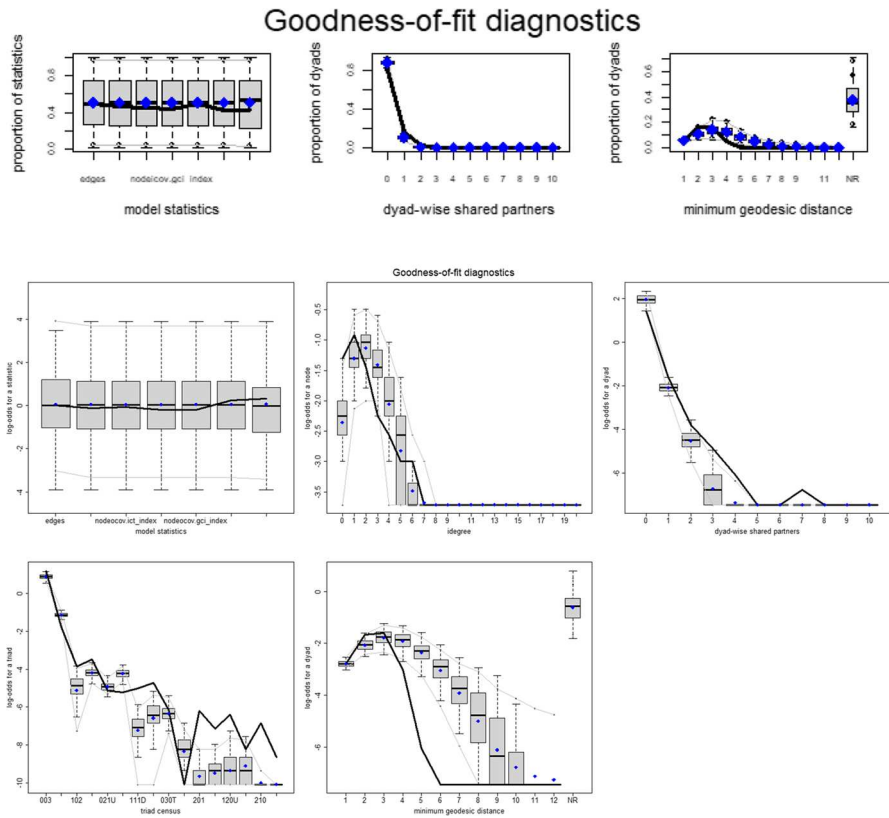 Goodness-of-fit diagnostics
proportion of statistics
0.0 0.4 0.8
edges nodeicov.gci_index
model statistics
proportion of dyads
0.0 0.4 0.8
0 1 2 3 4 5 6 7 8 9 10
dyad-wise shared partners
proportion of dyads
0.0 0.2 0.4 0.6
1 2 3 4 5 6 7 8 9 11 NR
minimum geodesic distance
Goodness-of-fit diagnostics
log-odds for a statistic
-4 -2 0 2 4
edges nodeocov.ict_index nodeocov.gci_index
model statistics
log-odds for a node
-3.5 -3.0 -2.5 -2.0 -1.5 -1.0 -0.5
0 1 2 3 4 5 6 7 8 9 11 13 15 17 19
idegree
log-odds for a dyad
-6 -4 -2 0 2
0 1 2 3 4 5 6 7 8 9 10
dyad-wise shared partners
log-odds for a triad
-10 -8 -6 -4 -2 0
003 102 021U 111D 030T 201 120U 210
triad census
log-odds for a dyad
-6 -4 -2 0
1 2 3 4 5 6 7 8 9 10 11 12 NR
minimum geodesic distance